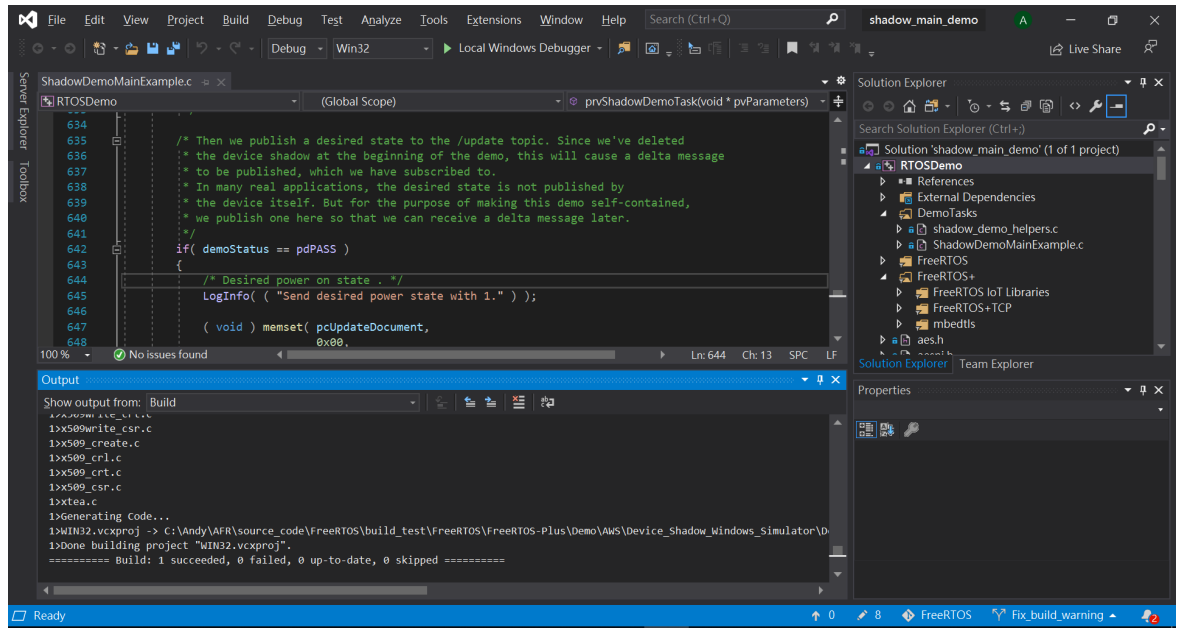 File Edit View Project Build Debug Test Analyze Tools Extensions Window Help Search (Ctrl+Q) shadow_main_demo A
Debug Win32 Local Windows Debugger Live Share
Server Explorer
Toolbox
ShadowDemoMainExample.c
RTOSDemo (Global Scope) prvShadowDemoTask(void * pvParameters)
634
635 /* Then we publish a desired state to the /update topic. Since we've deleted
636 * the device shadow at the beginning of the demo, this will cause a delta message
637 * to be published, which we have subscribed to.
638 * In many real applications, the desired state is not published by
639 * the device itself. But for the purpose of making this demo self-contained,
640 * we publish one here so that we can receive a delta message later.
641 */
642 if( demoStatus == pdPASS )
643 {
644 /* Desired power on state . */
645 LogInfo( ( "Send desired power state with 1." ) );
646
647 ( void ) memset( pcUpdateDocument,
648 0x00,
100 % No issues found Ln: 644 Ch: 13 SPC LF
Output
Show output from: Build
1>x509write_crt.c
1>x509write_csr.c
1>x509_create.c
1>x509_crl.c
1>x509_crt.c
1>x509_csr.c
1>xtea.c
1>Generating Code...
1>WIN32.vcxproj -> C:\Andy\AFR\source_code\FreeRTOS\build_test\FreeRTOS\FreeRTOS-Plus\Demo\AWS\Device_Shadow_Windows_Simulator\D
1>Done building project "WIN32.vcxproj".
========== Build: 1 succeeded, 0 failed, 0 up-to-date, 0 skipped ==========
Solution Explorer
Search Solution Explorer (Ctrl+;)
Solution 'shadow_main_demo' (1 of 1 project)
RTOSDemo
References
External Dependencies
DemoTasks
shadow_demo_helpers.c
ShadowDemoMainExample.c
FreeRTOS
FreeRTOS+
FreeRTOS IoT Libraries
FreeRTOS+TCP
mbedtls
aes.h
Solution Explorer Team Explorer
Properties
Ready 0 8 FreeRTOS Fix_build_warning 2